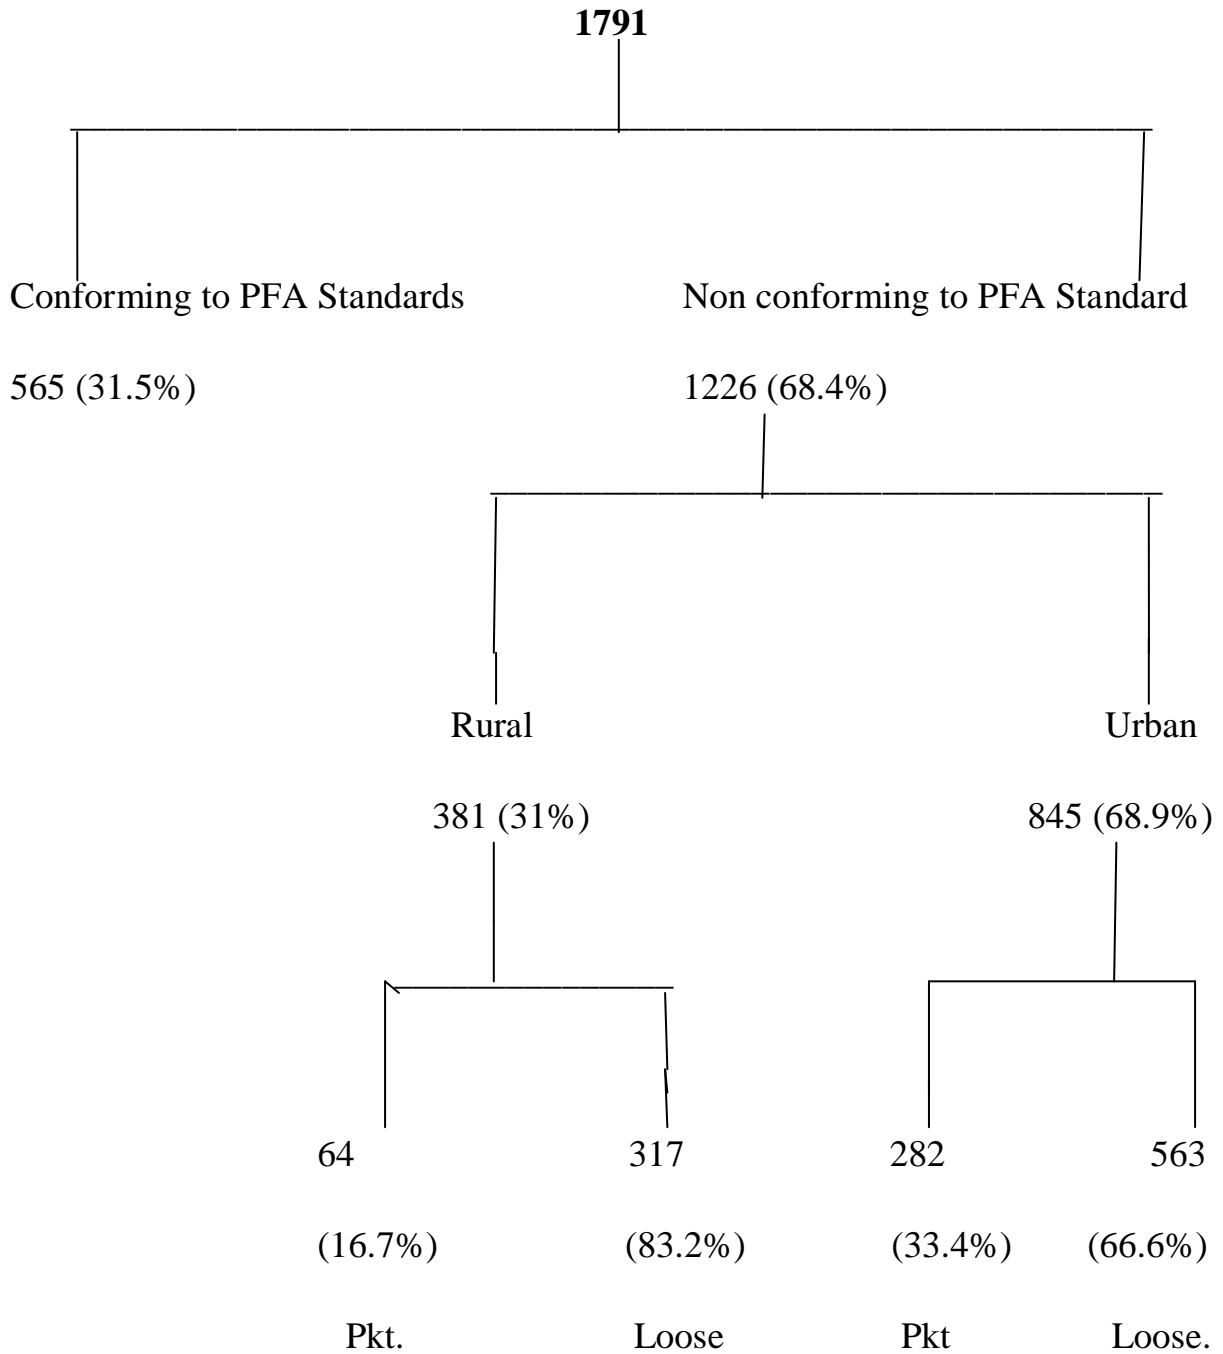 1791
Conforming to PFA Standards Non conforming to PFA Standard
565 (31.5%) 1226 (68.4%)
Rural Urban
381 (31%) 845 (68.9%)
64 317 282 563
(16.7%) (83.2%) (33.4%) (66.6%)
Pkt. Loose Pkt Loose.